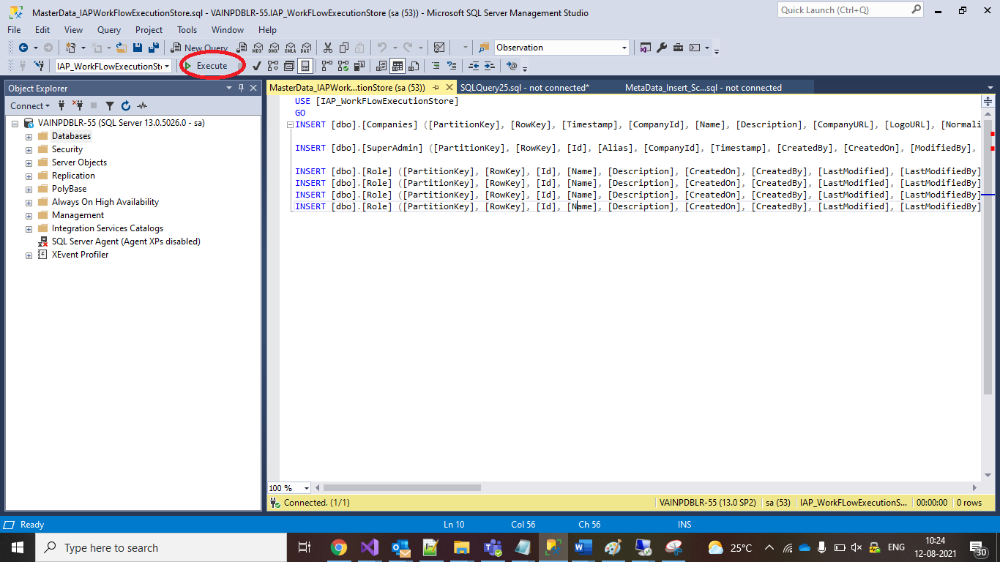 MasterData_IAPWorkFlowExecutionStore.sql - VAINPDBLR-55.IAP_WorkFLowExecutionStore (sa (53)) - Microsoft SQL Server Management Studio
Quick Launch (Ctrl+Q)
File Edit View Query Project Tools Window Help
New Query
MDX DMX XMLA DAX
Observation
IAP_WorkFLowExecutionSt
Execute
Object Explorer
Connect
VAINPDBLR-55 (SQL Server 13.0.5026.0 - sa)
Databases
Security
Server Objects
Replication
PolyBase
Always On High Availability
Management
Integration Services Catalogs
SQL Server Agent (Agent XPs disabled)
XEvent Profiler
MasterData_IAPWork...tionStore (sa (53)) SQLQuery25.sql - not connected* MetaData_Insert_Sc...sql - not connected
USE [IAP_WorkFLowExecutionStore]
GO
INSERT [dbo].[Companies] ([PartitionKey], [RowKey], [Timestamp], [CompanyId], [Name], [Description], [CompanyURL], [LogoURL], [Normali
INSERT [dbo].[SuperAdmin] ([PartitionKey], [RowKey], [Id], [Alias], [CompanyId], [Timestamp], [CreatedBy], [CreatedOn], [ModifiedBy],
INSERT [dbo].[Role] ([PartitionKey], [RowKey], [Id], [Name], [Description], [CreatedOn], [CreatedBy], [LastModified], [LastModifiedBy]
INSERT [dbo].[Role] ([PartitionKey], [RowKey], [Id], [Name], [Description], [CreatedOn], [CreatedBy], [LastModified], [LastModifiedBy]
INSERT [dbo].[Role] ([PartitionKey], [RowKey], [Id], [Name], [Description], [CreatedOn], [CreatedBy], [LastModified], [LastModifiedBy]
INSERT [dbo].[Role] ([PartitionKey], [RowKey], [Id], [Name], [Description], [CreatedOn], [CreatedBy], [LastModified], [LastModifiedBy]
100 %
Connected. (1/1) VAINPDBLR-55 (13.0 SP2) sa (53) IAP_WorkFLowExecutionS... 00:00:00 0 rows
Ready Ln 10 Col 56 Ch 56 INS
Type here to search
25°C
ENG
10:24
12-08-2021
30